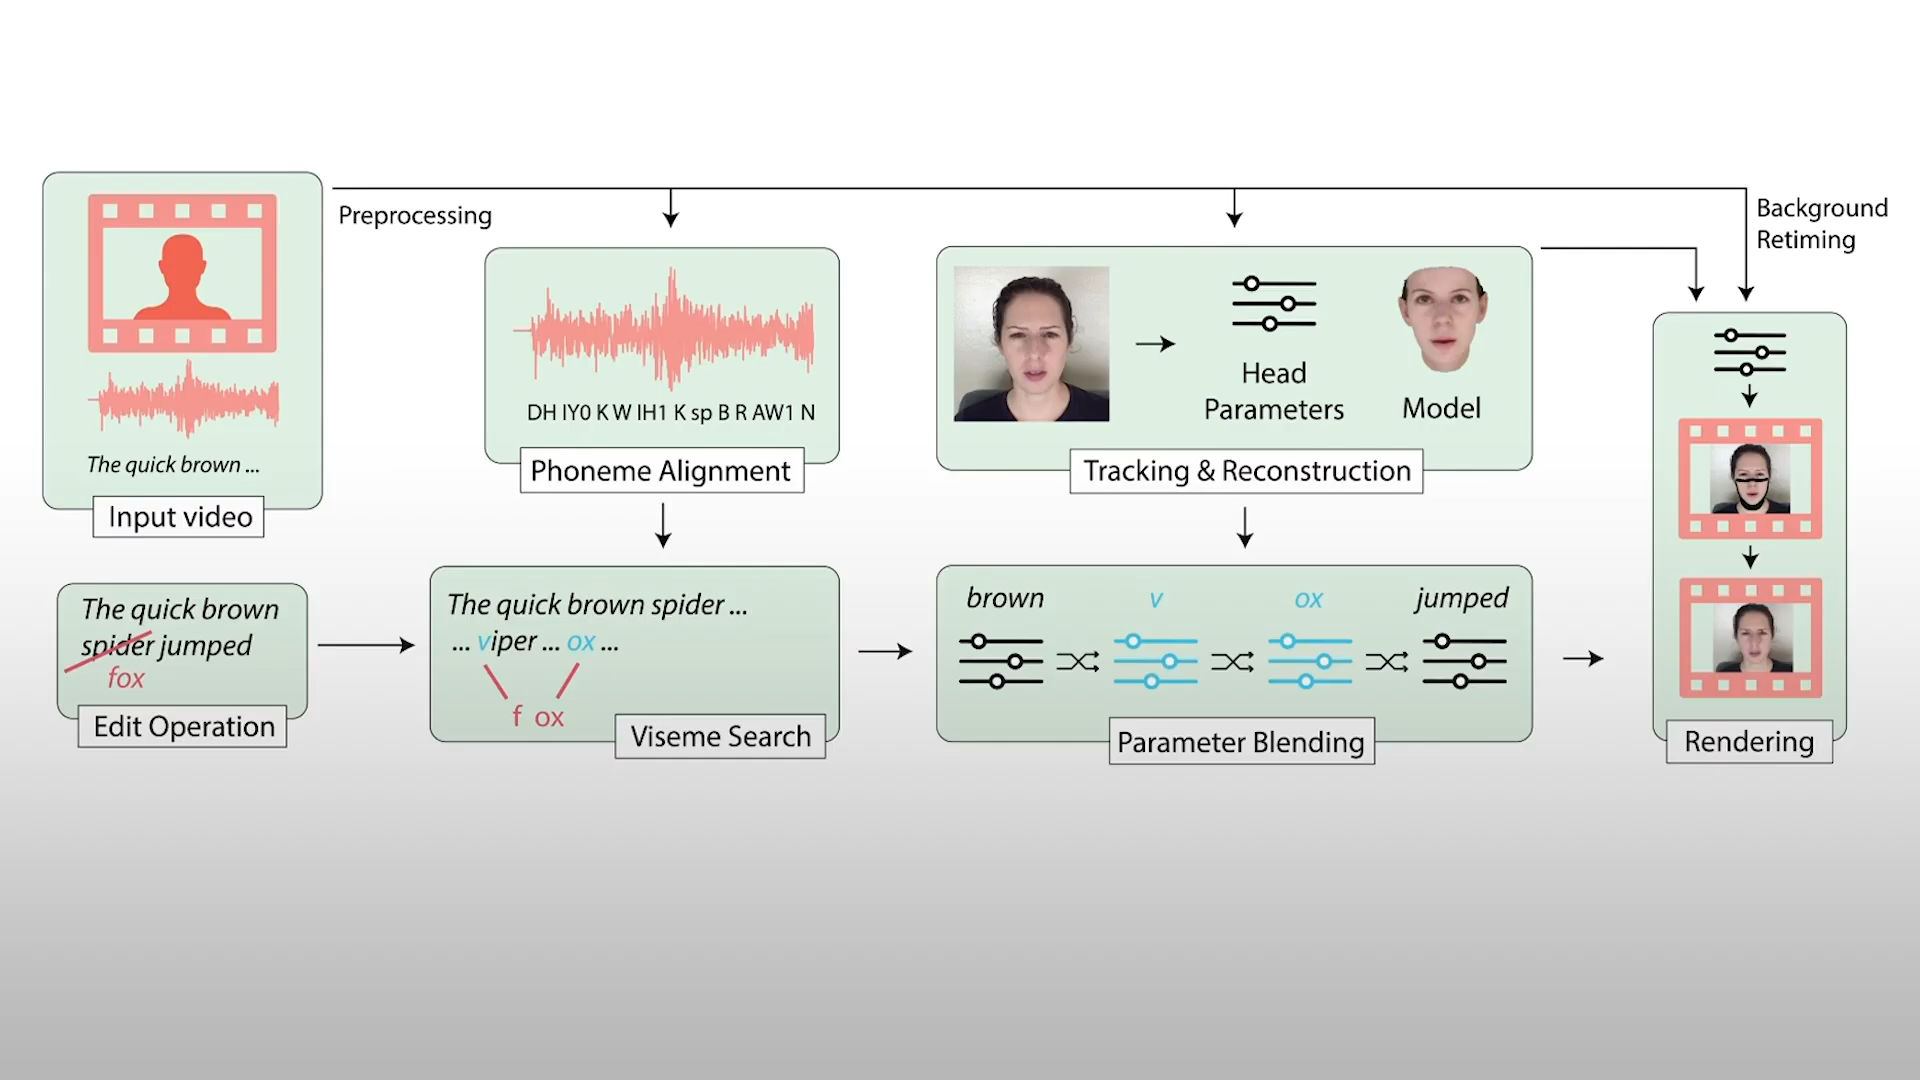 Preprocessing
Background
Retiming
The quick brown ...
Input video
DH IY0 K W IH1 K sp B R AW1 N
Phoneme Alignment
Head
Parameters
Model
Tracking & Reconstruction
The quick brown
spider jumped
fox
Edit Operation
The quick brown spider ...
... viper ... ox ...
f ox
Viseme Search
brown
v
ox
jumped
Parameter Blending
Rendering